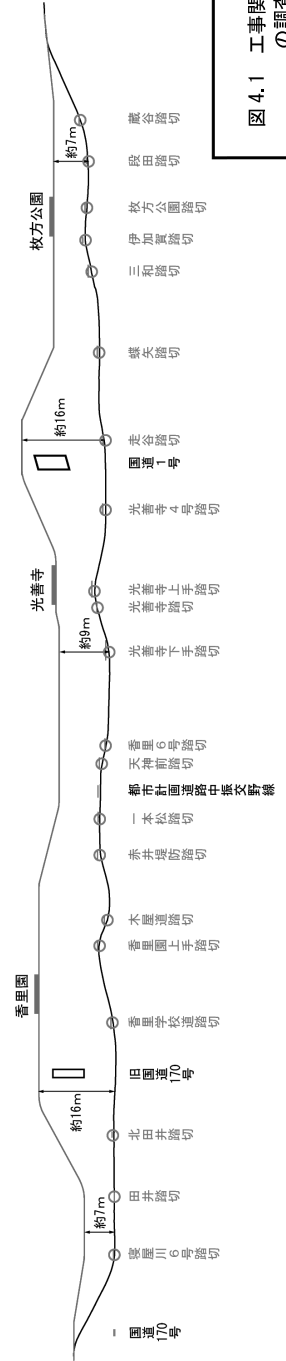 香里園
光善寺
枚方公園
約7m
約16m
約9m
約16m
約7m
国道
170号
寝屋川6号踏切
田井踏切
北田井踏切
旧国道
170号
香里学校道踏切
香里園上手踏切
木屋道踏切
赤井堤防踏切
一本松踏切
都市計画道路中振交野線
天神前踏切
香里6号踏切
光善寺下手踏切
光善寺踏切
光善寺上手踏切
光善寺4号踏切
国道
1号
走谷踏切
蝶矢踏切
三和踏切
伊加賀踏切
枚方公園踏切
段田踏切
蔵谷踏切
図 4.1 工事関
の調査